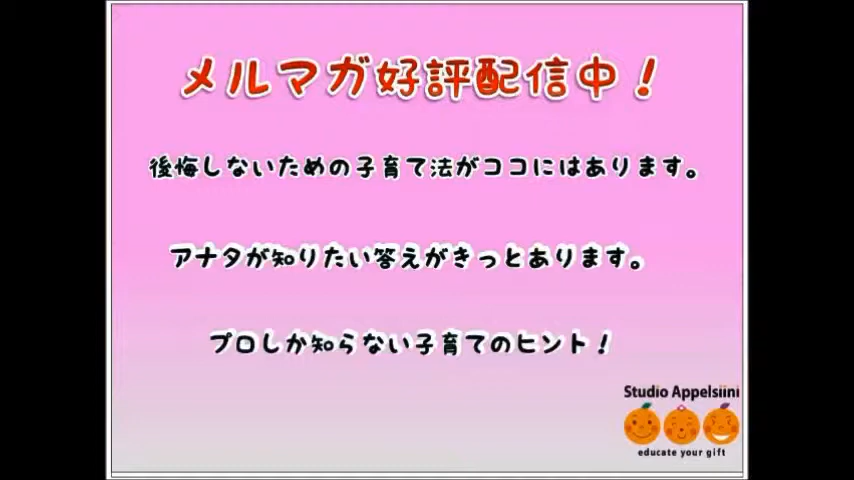 メルマガ好評配信中！
後悔しないための子育て法がココにはあります。
アナタが知りたい答えがきっとあります。
プロしか知らない子育てのヒント！
Studio Appelsiini
educate your gift